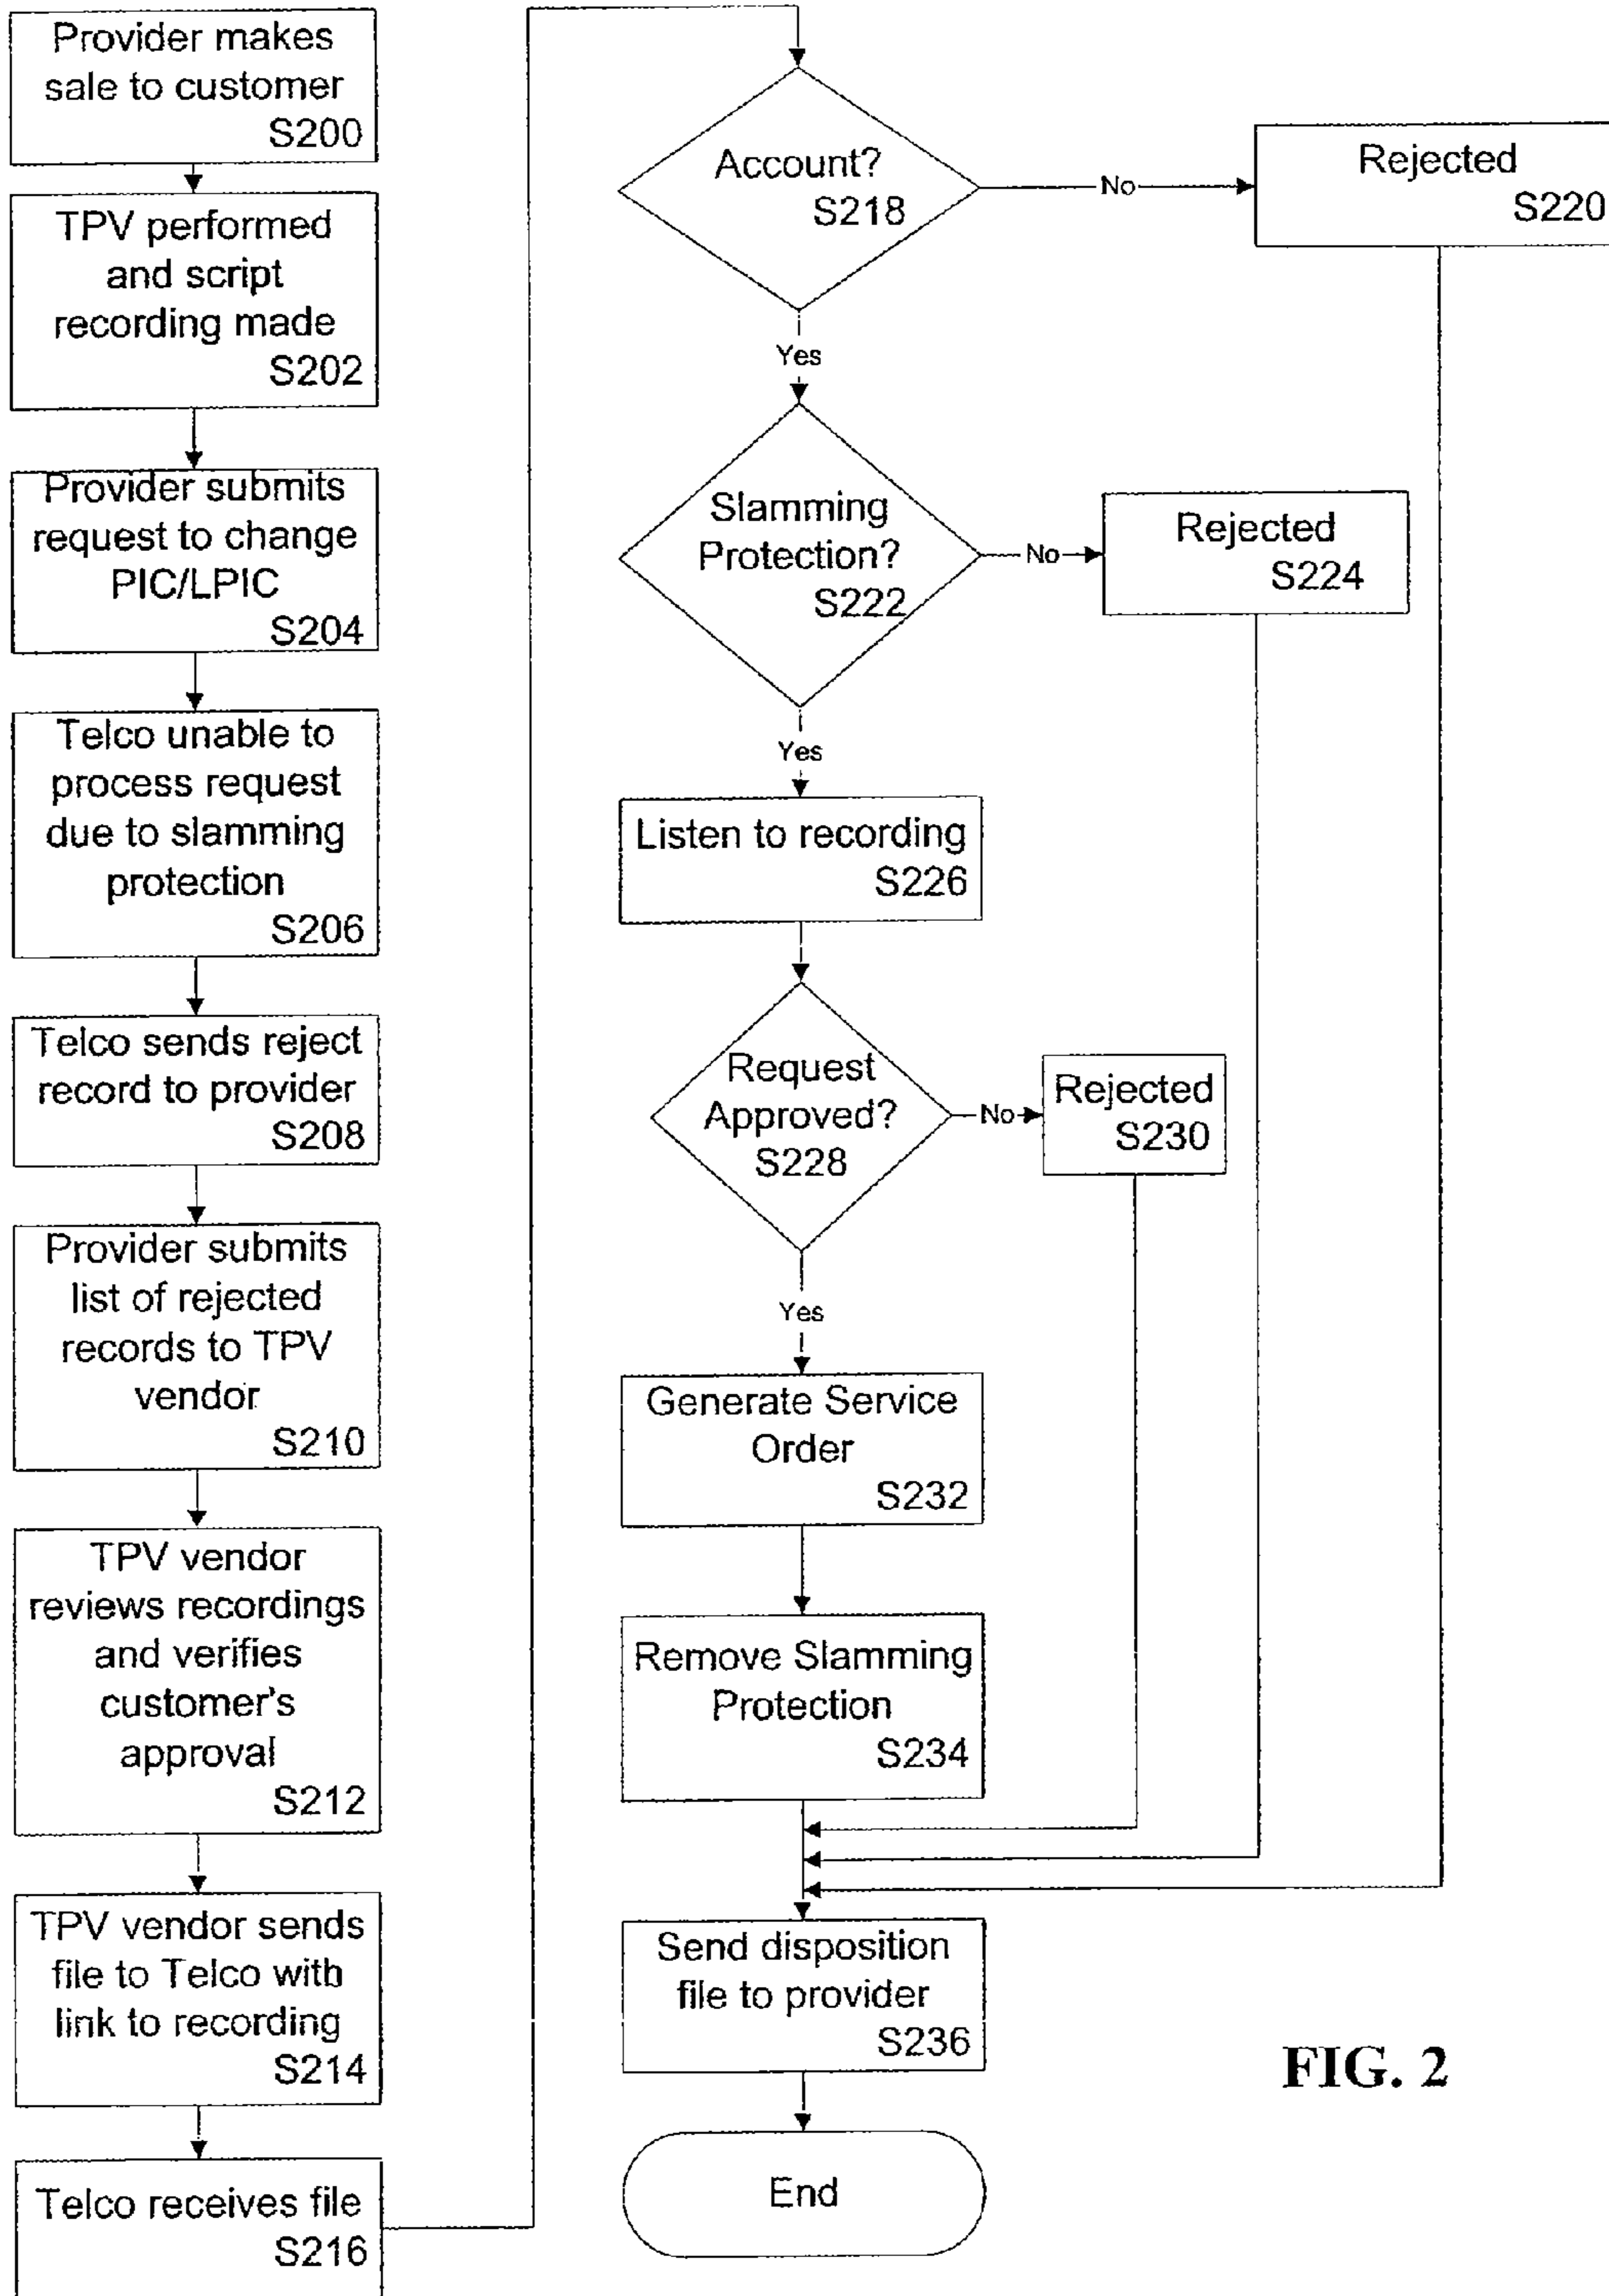 Provider makes
sale to customer
S200
TPV performed
and script
recording made
S202
Provider submits
request to change
PIC/LPIC
S204
Telco unable to
process request
due to slamming
protection
S206
Telco sends reject
record to provider
S208
Provider submits
list of rejected
records to TPV
vendor
S210
TPV vendor
reviews recordings
and verifies
customer's
approval
S212
TPV vendor sends
file to Telco with
link to recording
S214
Telco receives file
S216
Account?
S218
No
Rejected
S220
Yes
Slamming
Protection?
S222
No
Rejected
S224
Yes
Listen to recording
S226
Request
Approved?
S228
No
Rejected
S230
Yes
Generate Service
Order
S232
Remove Slamming
Protection
S234
Send disposition
file to provider
S236
End
FIG. 2